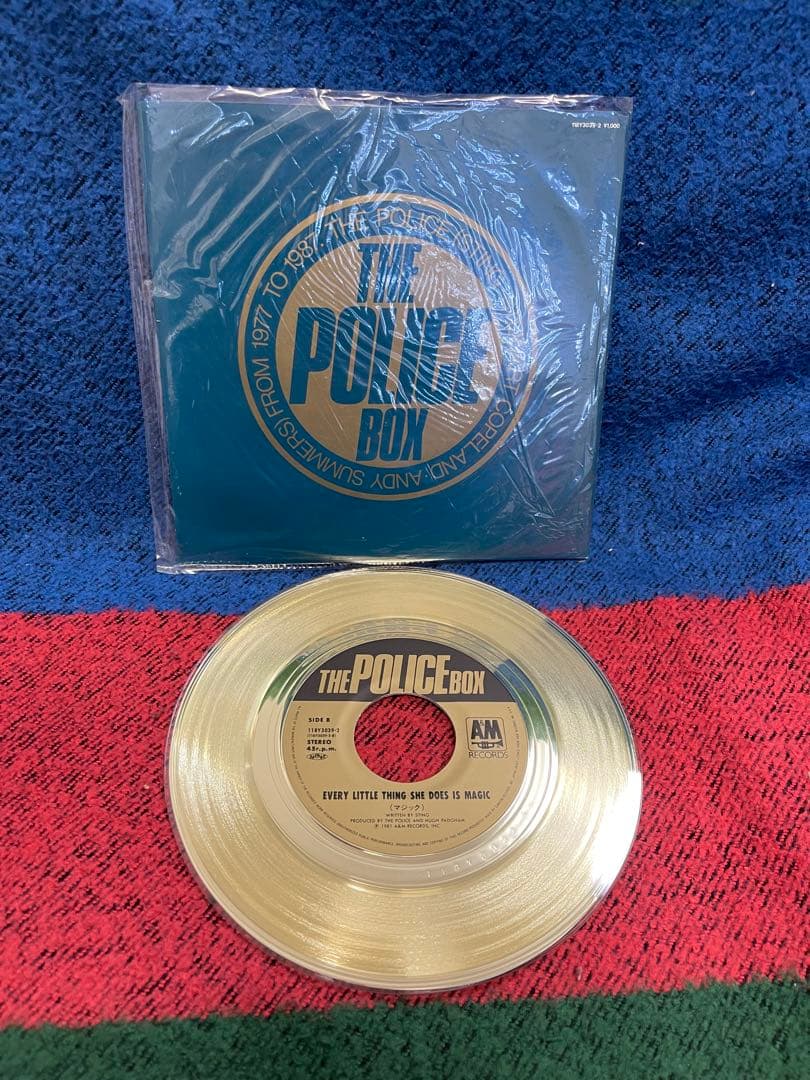 11BY3039-2 ¥1,000
(FROM 1977 TO 1987, THE POLICE (STING
COPELAND, ANDY SUMMERS)
THE
POLICE
BOX
THE POLICE BOX
SIDE B
11BY3039-2
STEREO
45r.p.m.
A&M
RECORDS
EVERY LITTLE THING SHE DOES IS MAGIC
(マジック)
WRITTEN BY STING
PRODUCED BY THE POLICE AND HUGH PADGHAM
℗ 1981 A&M RECORDS, INC